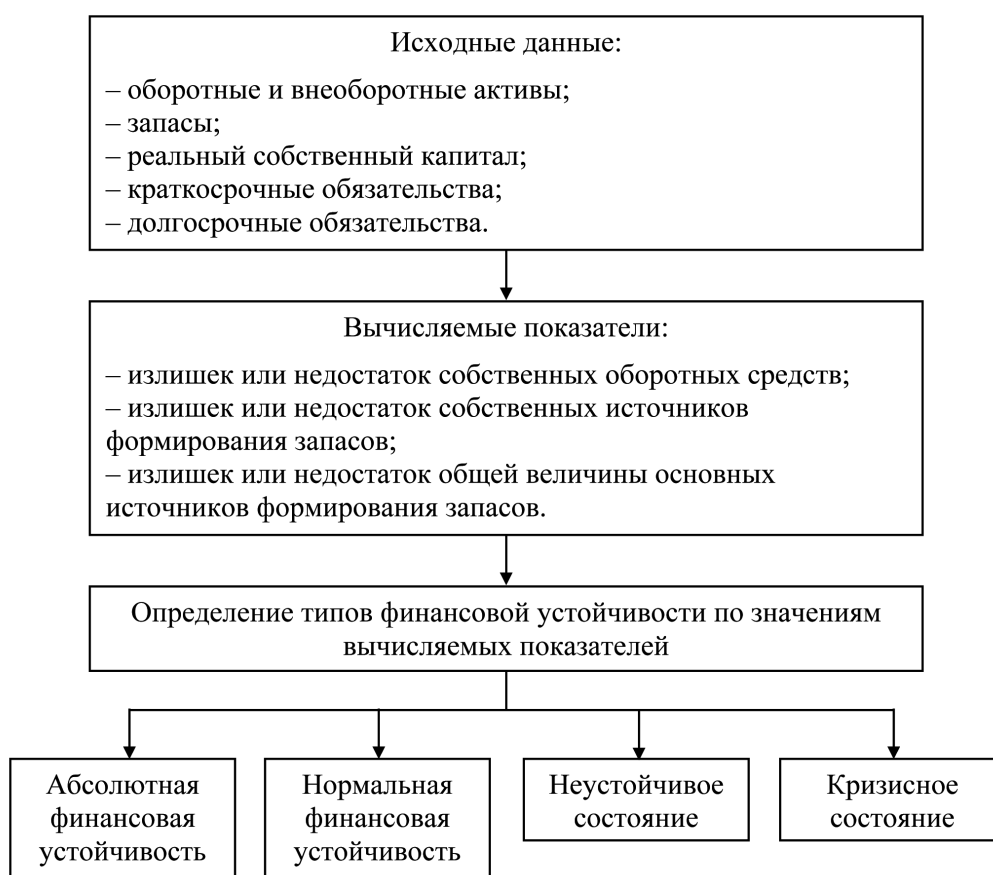 Исходные данные:
– оборотные и внеоборотные активы;
– запасы;
– реальный собственный капитал;
– краткосрочные обязательства;
– долгосрочные обязательства.
Вычисляемые показатели:
– излишек или недостаток собственных оборотных средств;
– излишек или недостаток собственных источников
формирования запасов;
– излишек или недостаток общей величины основных
источников формирования запасов.
Определение типов финансовой устойчивости по значениям
вычисляемых показателей
Абсолютная
финансовая
устойчивость
Нормальная
финансовая
устойчивость
Неустойчивое
состояние
Кризисное
состояние